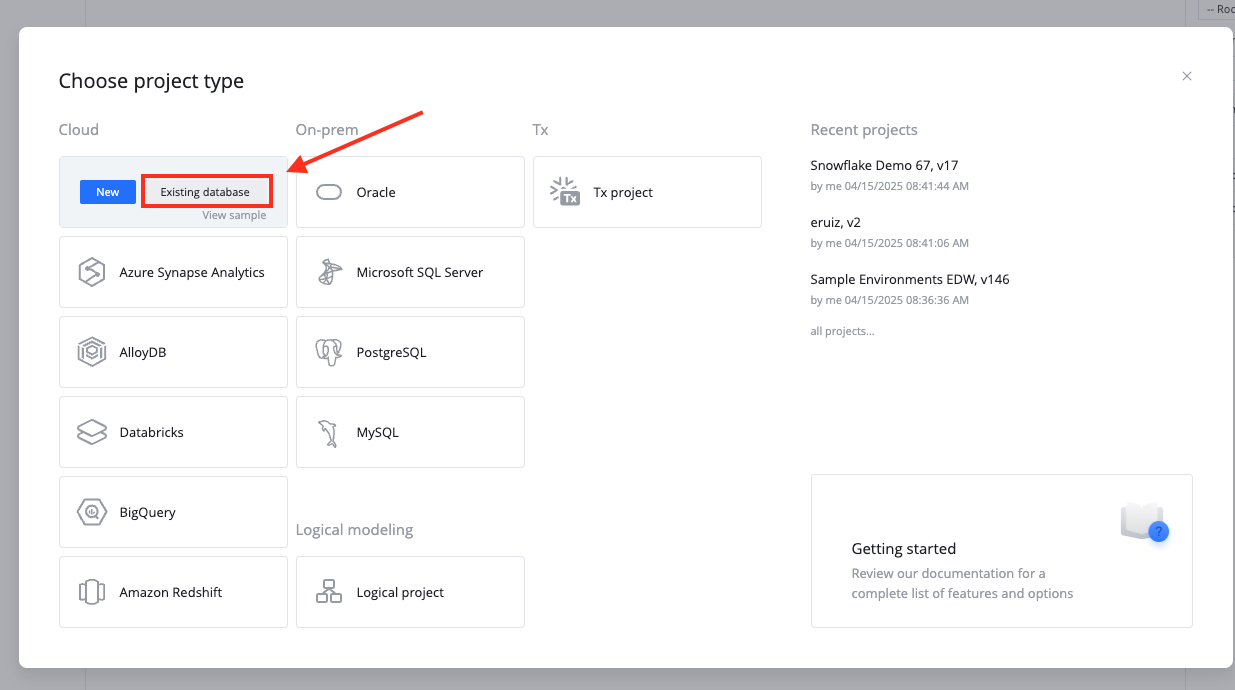 -- Roo
Choose project type
Cloud
On-prem
Tx
Recent projects
New
Existing database
View sample
Oracle
Tx project
Snowflake Demo 67, v17
by me 04/15/2025 08:41:44 AM
eruiz, v2
by me 04/15/2025 08:41:06 AM
Azure Synapse Analytics
Microsoft SQL Server
Sample Environments EDW, v146
by me 04/15/2025 08:36:36 AM
all projects...
AlloyDB
PostgreSQL
Databricks
MySQL
BigQuery
Logical modeling
Amazon Redshift
Logical project
?
Getting started
Review our documentation for a
complete list of features and options